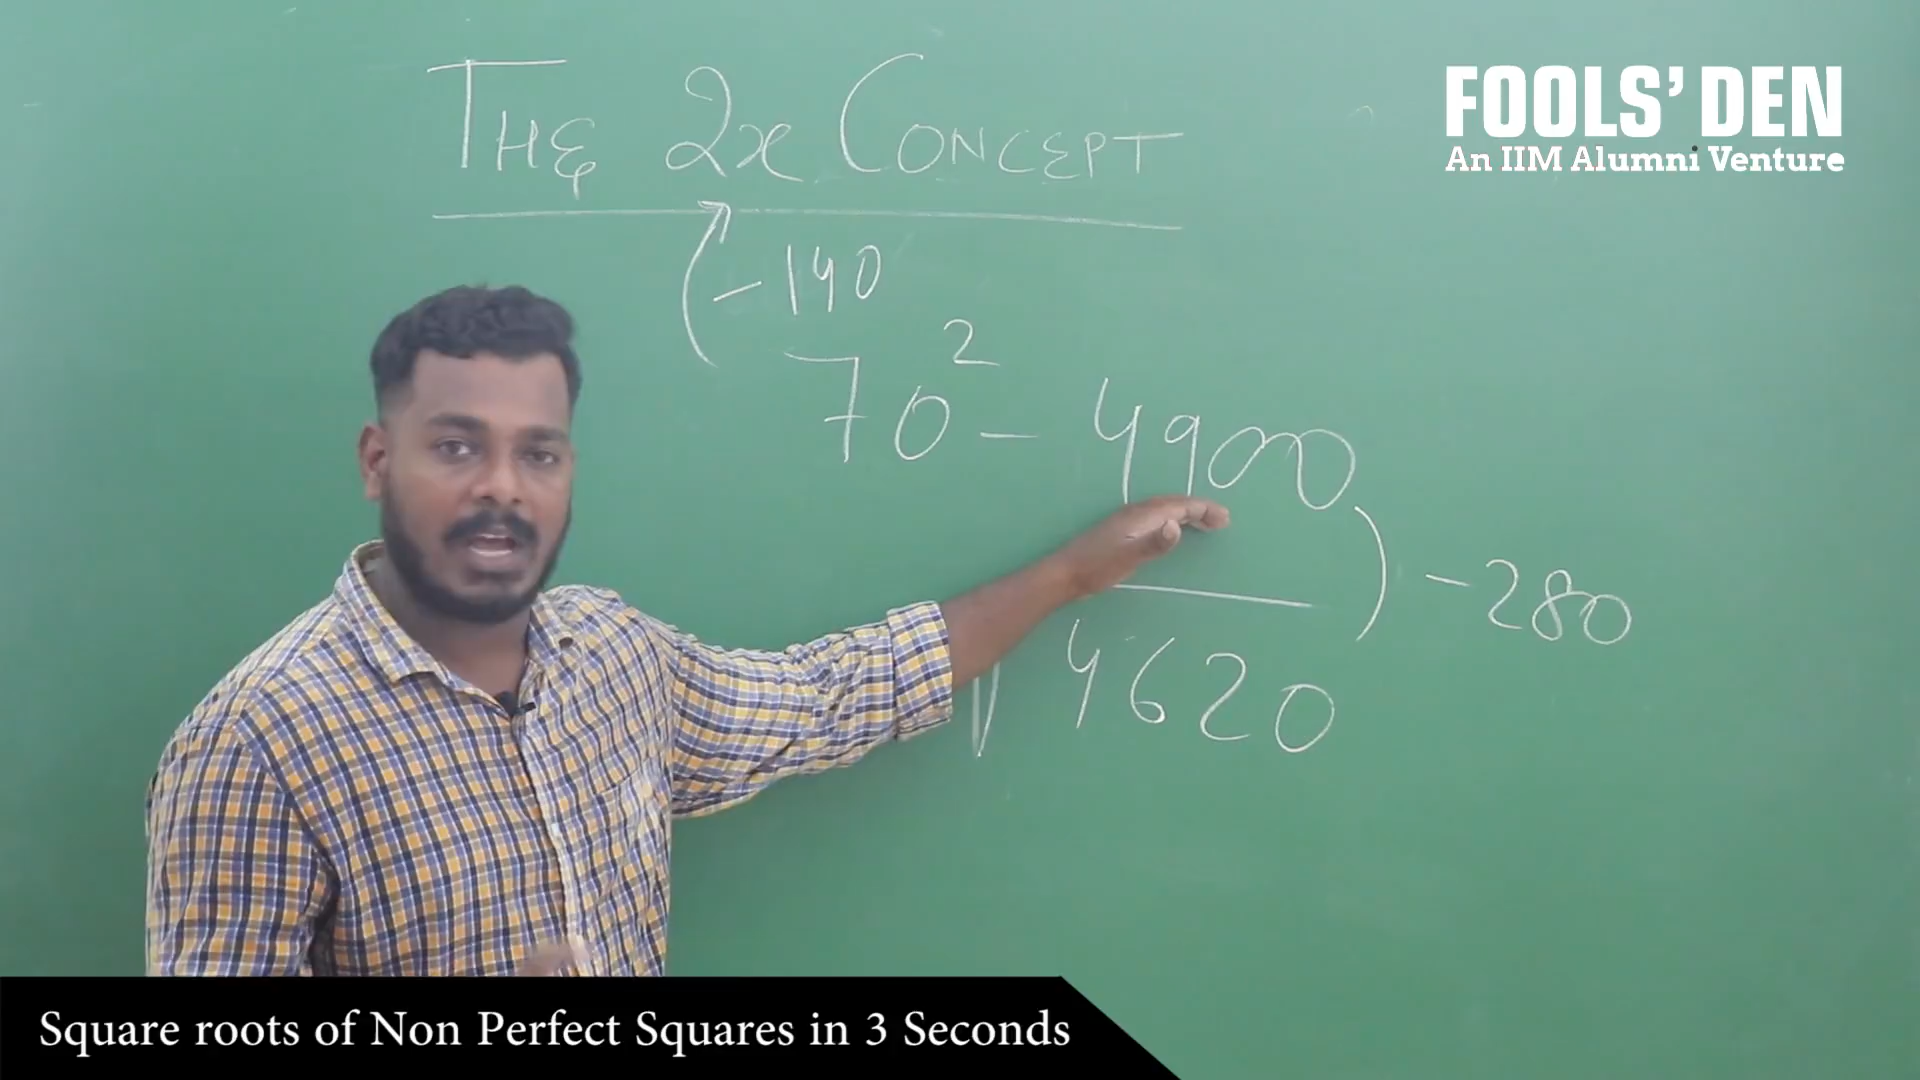 THE 2x CONCEPT
FOOLS' DEN
An IIM Alumni Venture
- 140
70² - 4900
- 280
4620
Square roots of Non Perfect Squares in 3 Seconds